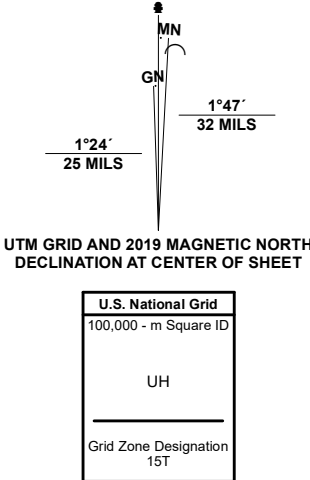 MN
GN
1°47´
32 MILS
1°24´
25 MILS
UTM GRID AND 2019 MAGNETIC NORTH
DECLINATION AT CENTER OF SHEET
U.S. National Grid
100,000 - m Square ID
UH
Grid Zone Designation
15T